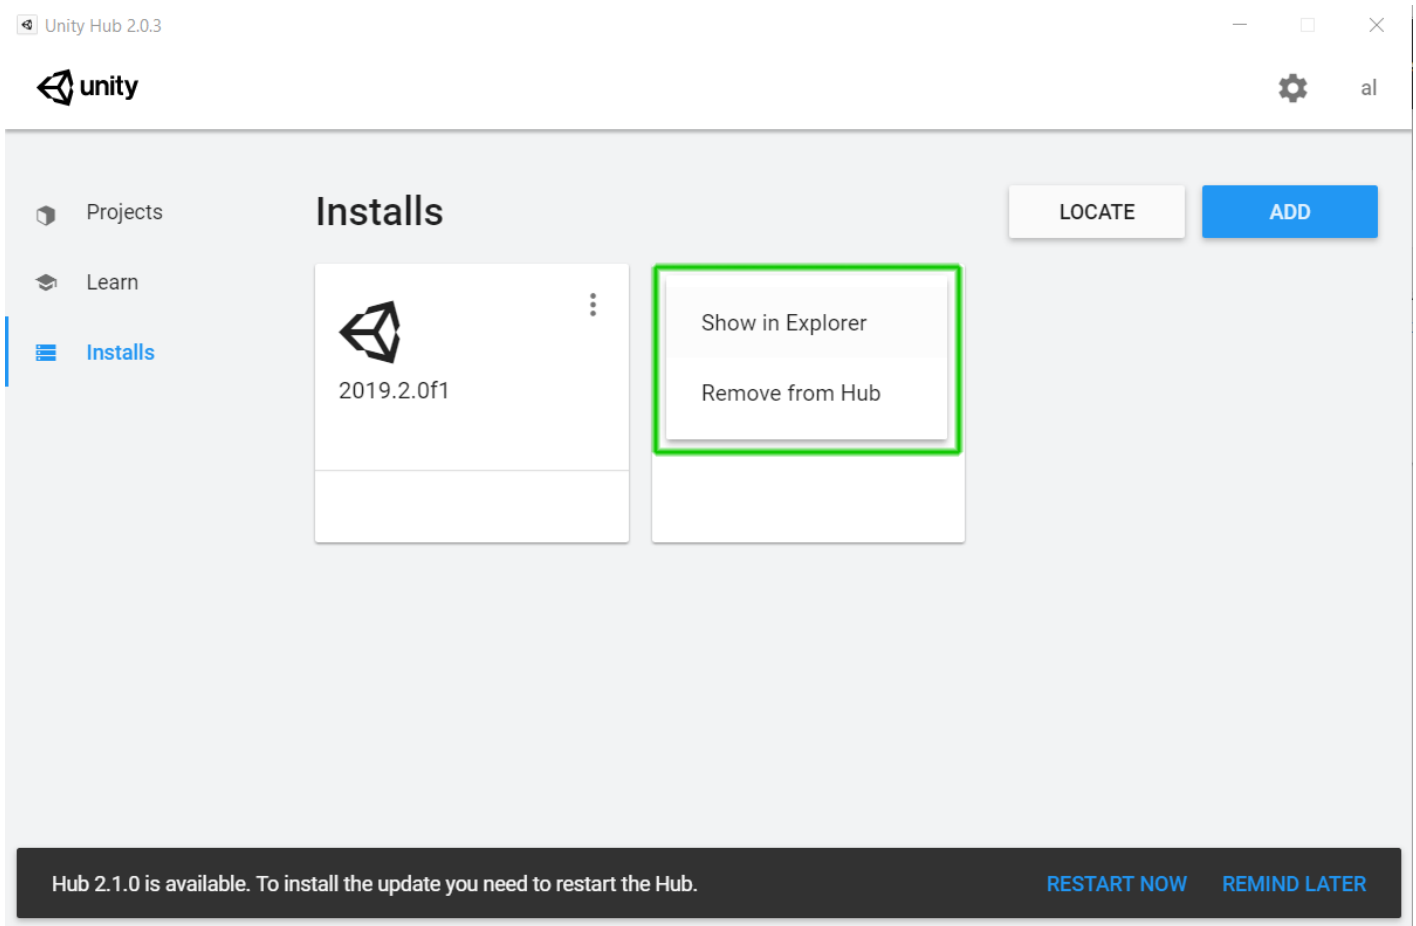 Unity Hub 2.0.3
unity
al
Projects
Learn
Installs
Installs
LOCATE
ADD
2019.2.0f1
Show in Explorer
Remove from Hub
Hub 2.1.0 is available. To install the update you need to restart the Hub.
RESTART NOW
REMIND LATER